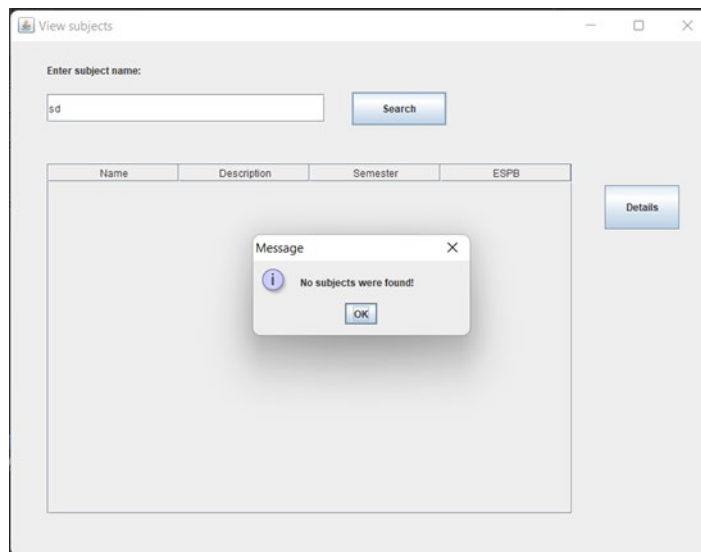 View subjects
Enter subject name:
sd
Search
Name Description Semester ESPB
Details
Message
No subjects were found!
OK